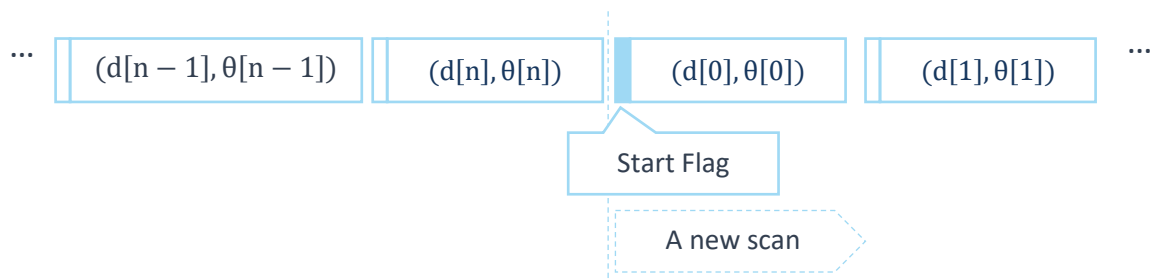 ... (d[n − 1], θ[n − 1]) (d[n], θ[n]) (d[0], θ[0]) (d[1], θ[1]) ...
Start Flag
A new scan